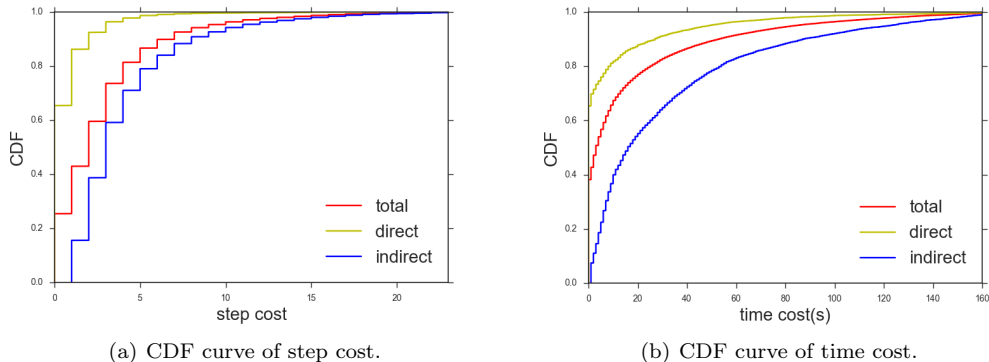 1.0
0.8
0.6
0.4
0.2
0.0
CDF
total
direct
indirect
0 5 10 15 20
step cost
(a) CDF curve of step cost.
1.0
0.8
0.6
0.4
0.2
0.0
CDF
total
direct
indirect
0 20 40 60 80 100 120 140 160
time cost(s)
(b) CDF curve of time cost.